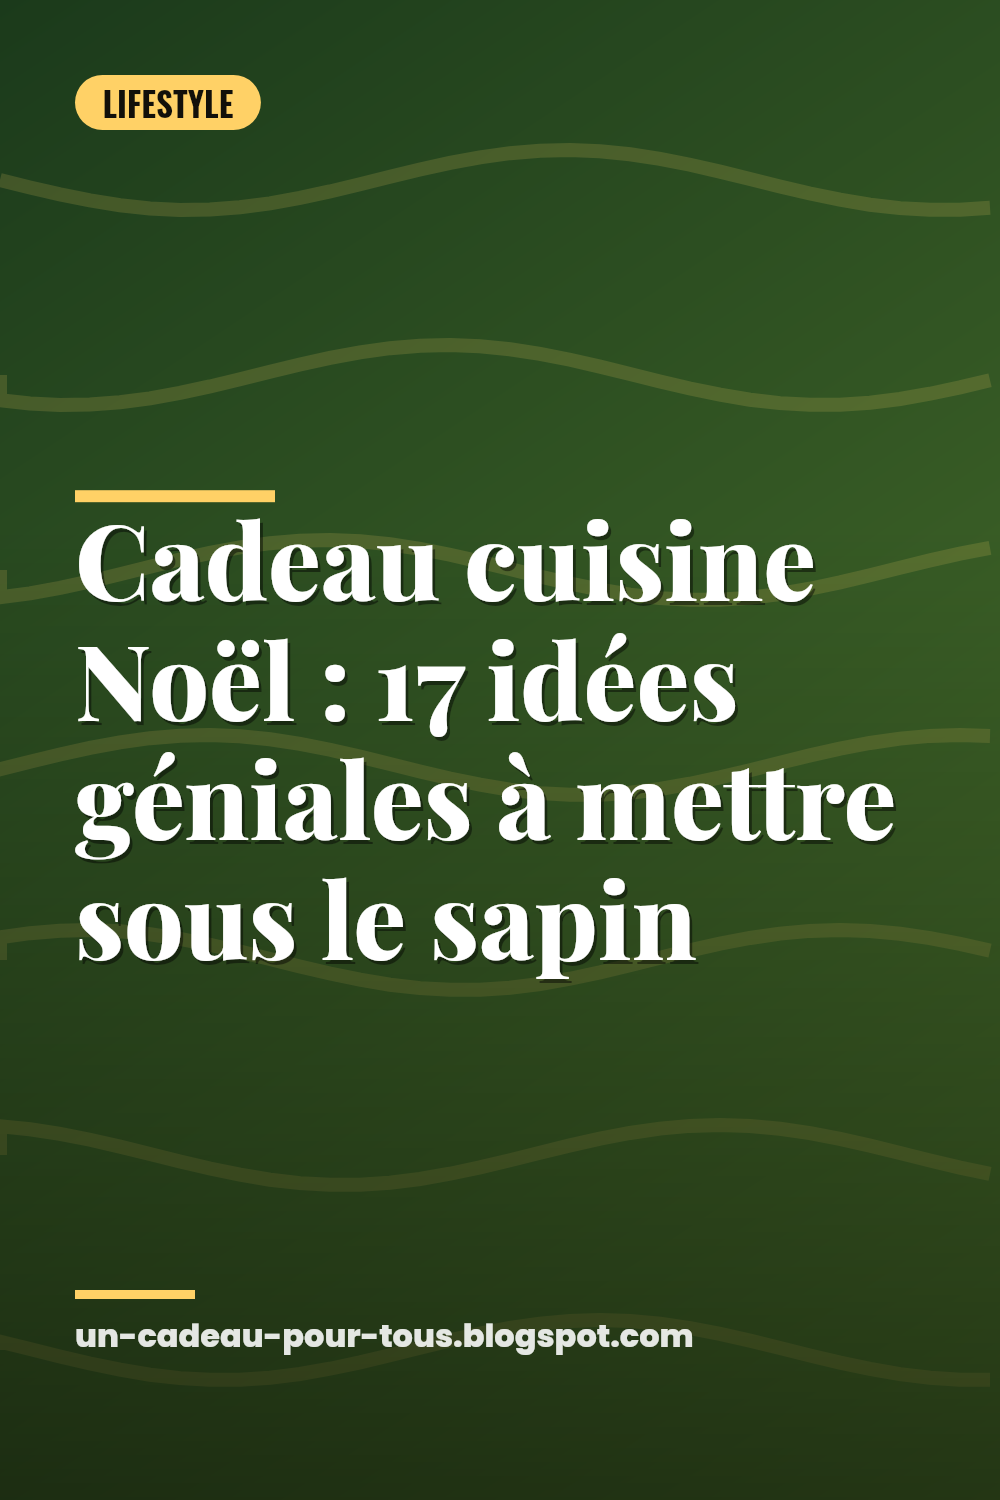 LIFESTYLE
Cadeau cuisine
Noël : 17 idées
géniales à mettre
sous le sapin
un-cadeau-pour-tous.blogspot.com